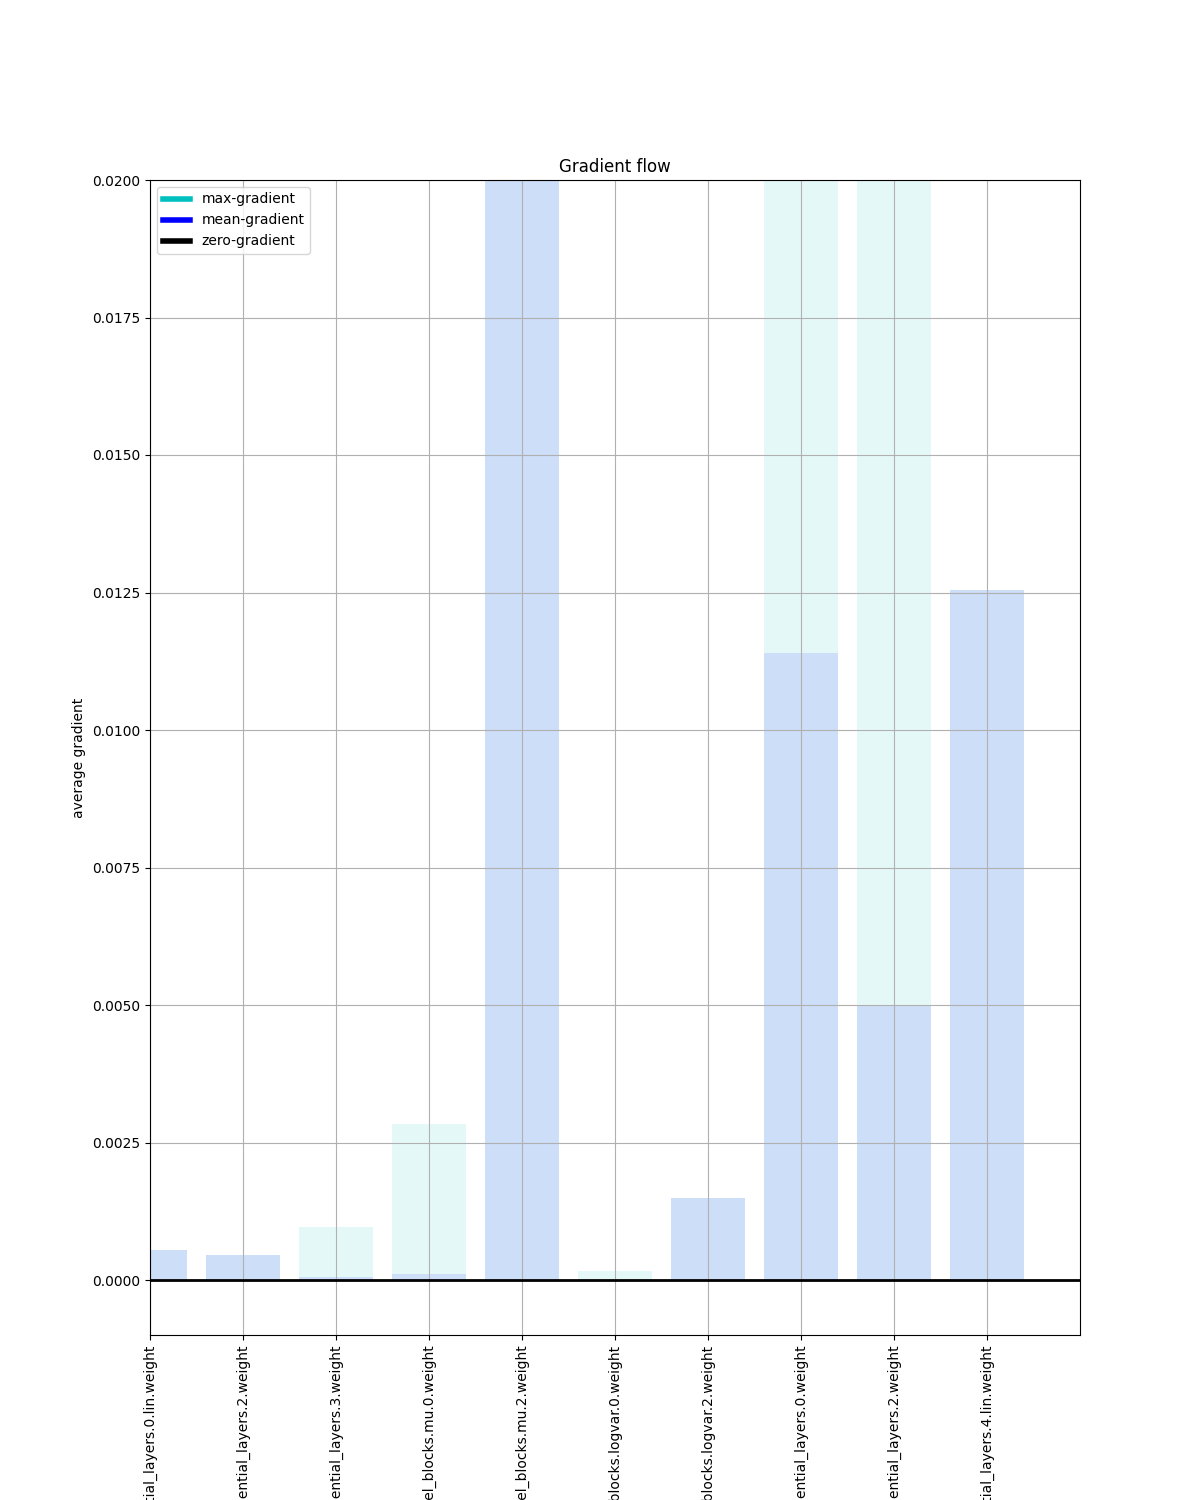 Gradient flow
max-gradient
mean-gradient
zero-gradient
0.0200
0.0175
0.0150
0.0125
0.0100
0.0075
0.0050
0.0025
0.0000
average gradient
tial_layers.0.lin.weight
ential_layers.2.weight
ential_layers.3.weight
el_blocks.mu.0.weight
el_blocks.mu.2.weight
blocks.logvar.0.weight
blocks.logvar.2.weight
ential_layers.0.weight
ential_layers.2.weight
tial_layers.4.lin.weight